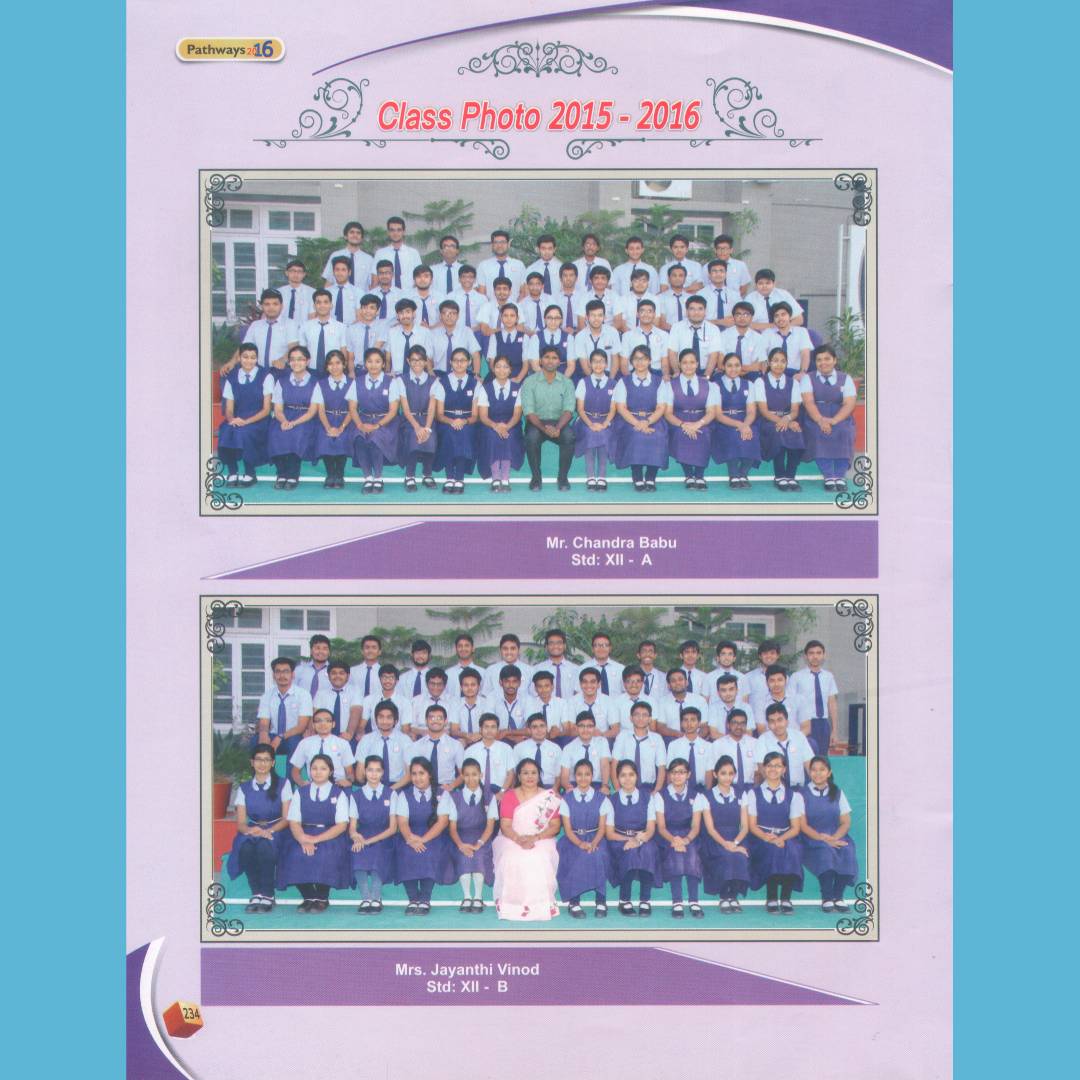 Pathways 2016
Class Photo 2015 - 2016
Mr. Chandra Babu
Std: XII - A
Mrs. Jayanthi Vinod
Std: XII - B
234